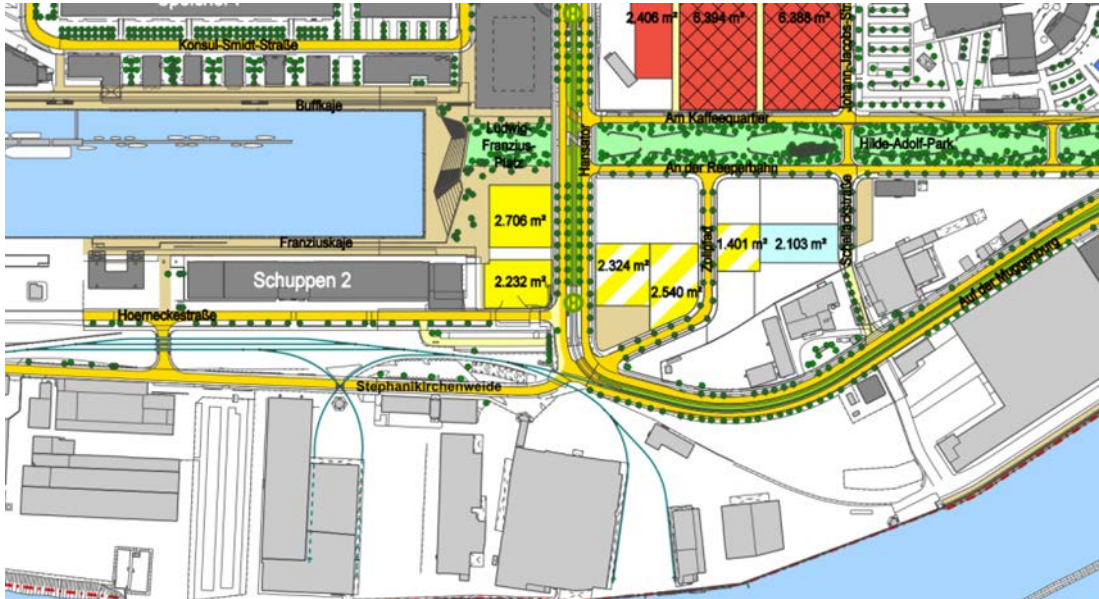 Speicher 1
2.406 m²
6.394 m²
6.388 m²
Konsul-Smidt-Straße
Johann-Jacobs-Str
Buffkaje
Am Kaffeequartier
Ludwig-
Franzius-
Platz
Hansator
Hilde-Adolf-Park
An der Reeperbahn
2.706 m²
Franziuskaje
Schuppen 2
2.232 m²
2.324 m²
2.540 m²
1.401 m²
2.103 m²
Auf der Muggenburg
Hoerneckestraße
Stephanikirchenweide